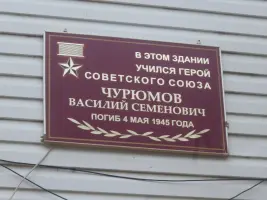 В ЭТОМ ЗДАНИИ
УЧИЛСЯ ГЕРОЙ
СОВЕТСКОГО СОЮЗА
ЧУРЮМОВ
ВАСИЛИЙ СЕМЕНОВИЧ
ПОГИБ 4 МАЯ 1945 ГОДА